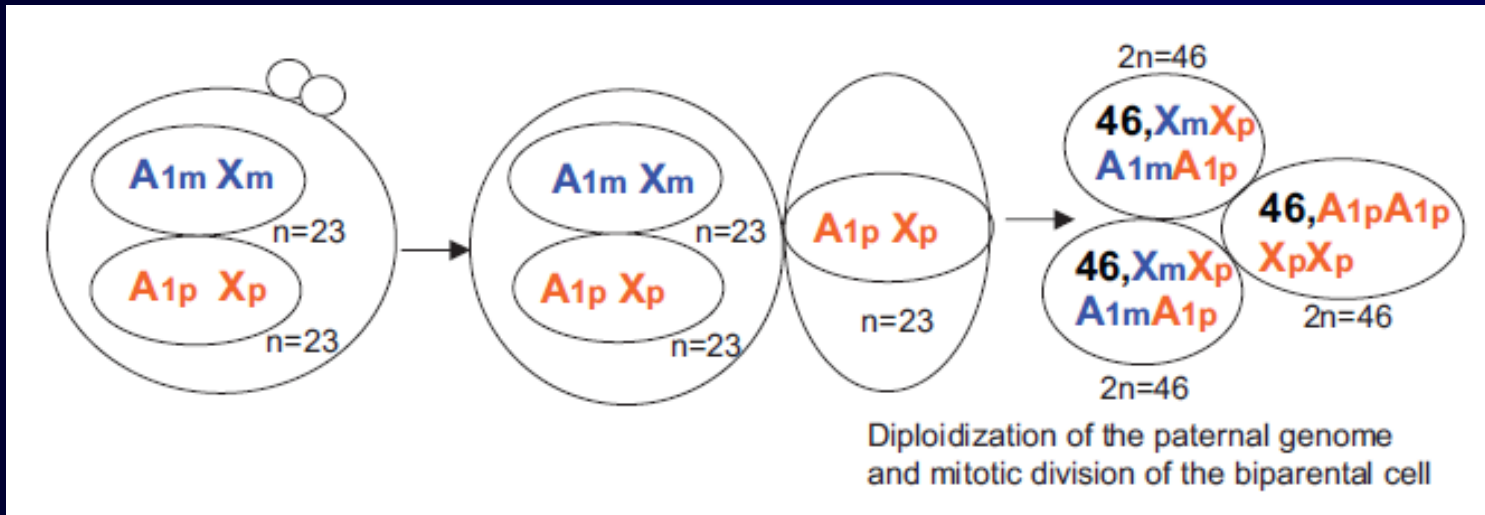 A1m Xm
n=23
A1p Xp
n=23
A1m Xm
n=23
A1p Xp
n=23
A1p Xp
n=23
2n=46
46,XmXp
A1mA1p
46,A1pA1p
XpXp
2n=46
46,XmXp
A1mA1p
2n=46
Diploidization of the paternal genome
and mitotic division of the biparental cell